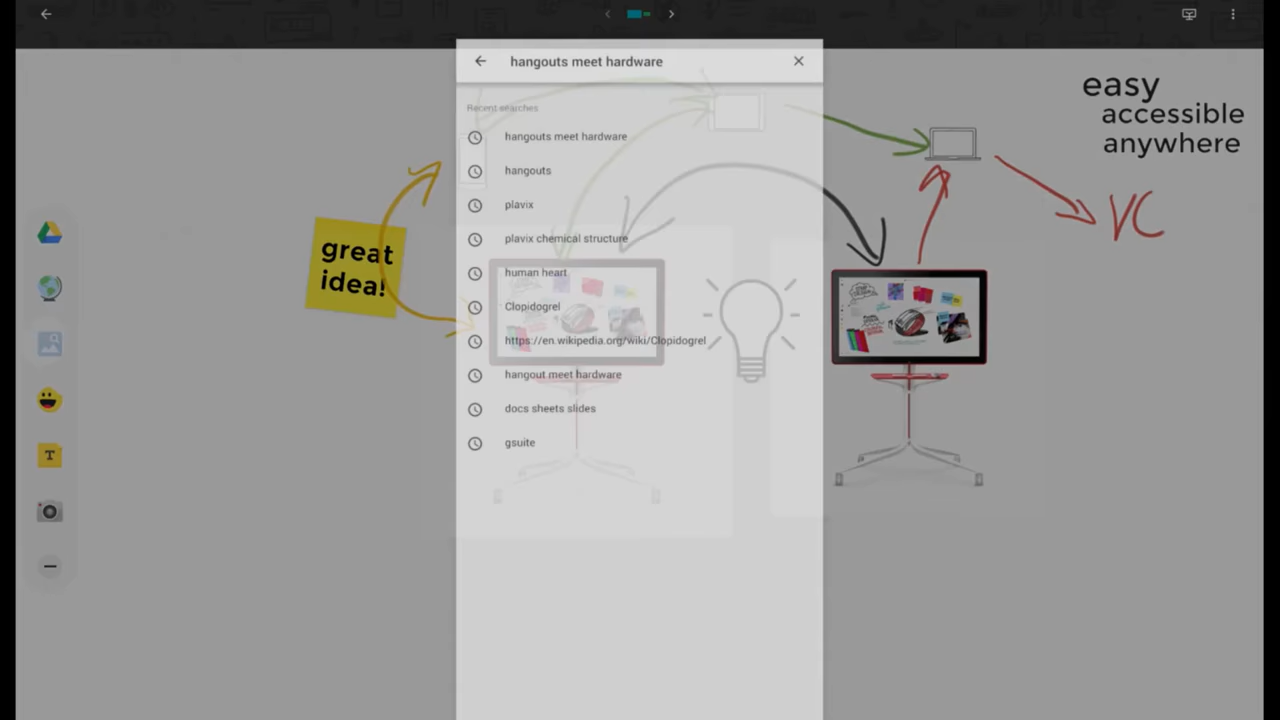 hangouts meet hardware
Recent searches
hangouts meet hardware
hangouts
plavix
plavix chemical structure
human heart
Clopidogrel
https://en.wikipedia.org/wiki/Clopidogrel
hangout meet hardware
docs sheets slides
gsuite
great
idea!
easy
accessible
anywhere
VC
T